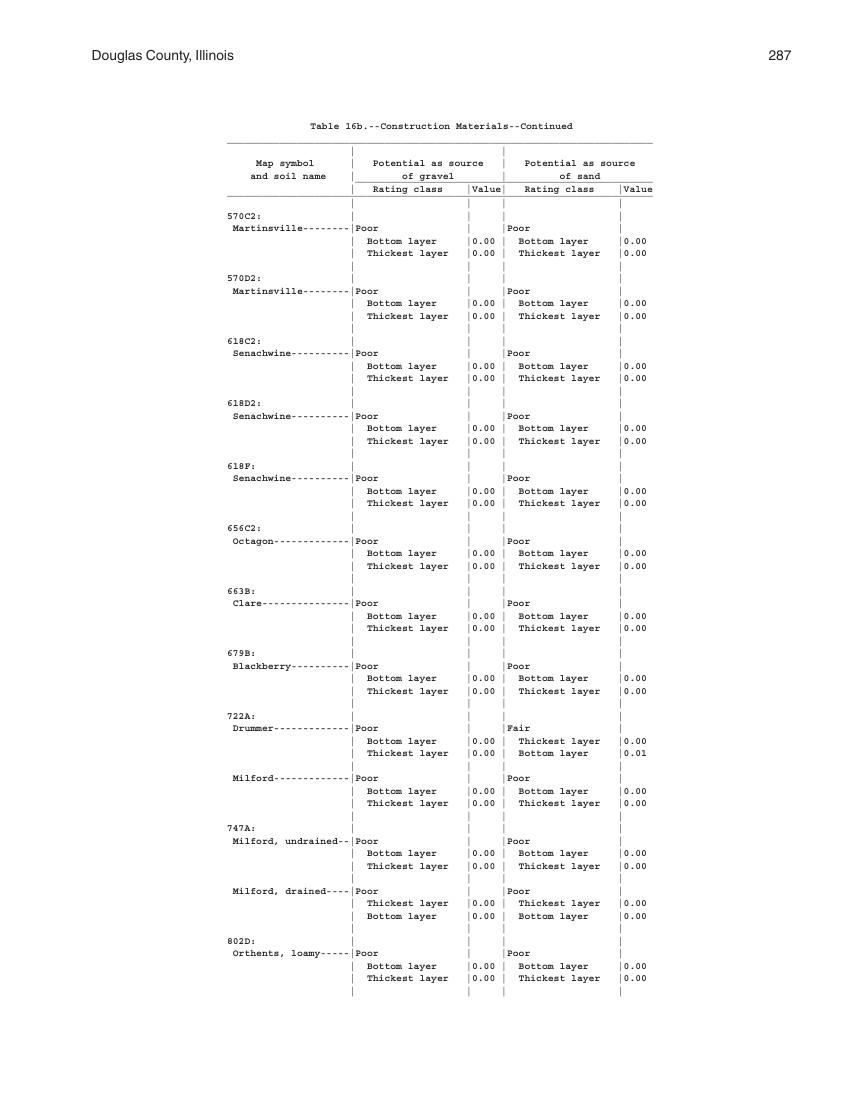 Douglas County, Illinois 287
Table 16b.--Construction Materials--Continued
Map symbol | Potential as source | Potential as source
and soil name | of gravel | of sand
| Rating class |Value| Rating class |Value
570C2:
Martinsville--------|Poor |Poor
| Bottom layer |0.00 | Bottom layer |0.00
| Thickest layer |0.00 | Thickest layer |0.00
570D2:
Martinsville--------|Poor |Poor
| Bottom layer |0.00 | Bottom layer |0.00
| Thickest layer |0.00 | Thickest layer |0.00
618C2:
Senachwine----------|Poor |Poor
| Bottom layer |0.00 | Bottom layer |0.00
| Thickest layer |0.00 | Thickest layer |0.00
618D2:
Senachwine----------|Poor |Poor
| Bottom layer |0.00 | Bottom layer |0.00
| Thickest layer |0.00 | Thickest layer |0.00
618F:
Senachwine----------|Poor |Poor
| Bottom layer |0.00 | Bottom layer |0.00
| Thickest layer |0.00 | Thickest layer |0.00
656C2:
Octagon-------------|Poor |Poor
| Bottom layer |0.00 | Bottom layer |0.00
| Thickest layer |0.00 | Thickest layer |0.00
663B:
Clare---------------|Poor |Poor
| Bottom layer |0.00 | Bottom layer |0.00
| Thickest layer |0.00 | Thickest layer |0.00
679B:
Blackberry----------|Poor |Poor
| Bottom layer |0.00 | Bottom layer |0.00
| Thickest layer |0.00 | Thickest layer |0.00
722A:
Drummer-------------|Poor |Fair
| Bottom layer |0.00 | Thickest layer |0.00
| Thickest layer |0.00 | Bottom layer |0.01
Milford-------------|Poor |Poor
| Bottom layer |0.00 | Bottom layer |0.00
| Thickest layer |0.00 | Thickest layer |0.00
747A:
Milford, undrained--|Poor |Poor
| Bottom layer |0.00 | Bottom layer |0.00
| Thickest layer |0.00 | Thickest layer |0.00
Milford, drained----|Poor |Poor
| Thickest layer |0.00 | Thickest layer |0.00
| Bottom layer |0.00 | Bottom layer |0.00
802D:
Orthents, loamy-----|Poor |Poor
| Bottom layer |0.00 | Bottom layer |0.00
| Thickest layer |0.00 | Thickest layer |0.00